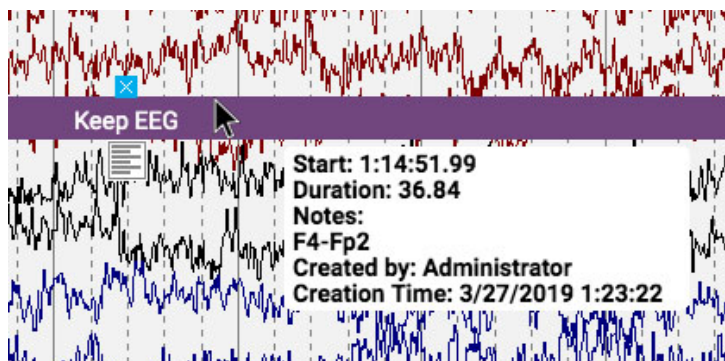 Keep EEG
Start: 1:14:51.99
Duration: 36.84
Notes:
F4-Fp2
Created by: Administrator
Creation Time: 3/27/2019 1:23:22